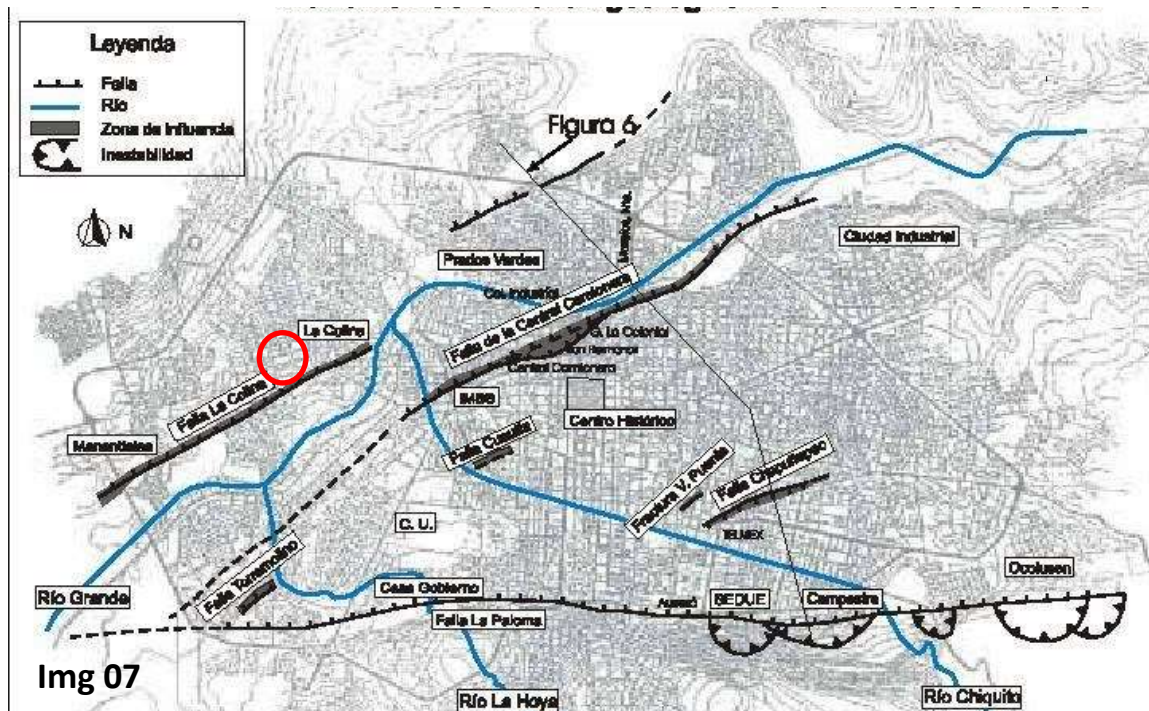 Leyenda
Falla
Río
Zona de influencia
Inestabilidad
N
Figura 6
Prados Verdes
Col. Industrial
Ciudad Industrial
La Colina
Falla de la Central Camionera
Central Camionera
Falla La Colina
Manantiales
IMSS
Centro Histórico
Falla Cuautla
Fractura V. Puente
Falla Chapultepec
C. U.
TELMEX
Falla Torremolino
Río Grande
Casa Gobierno
Ocolusen
SEDUE
Campestre
Falla La Paloma
Img 07
Río La Hoya
Río Chiquito